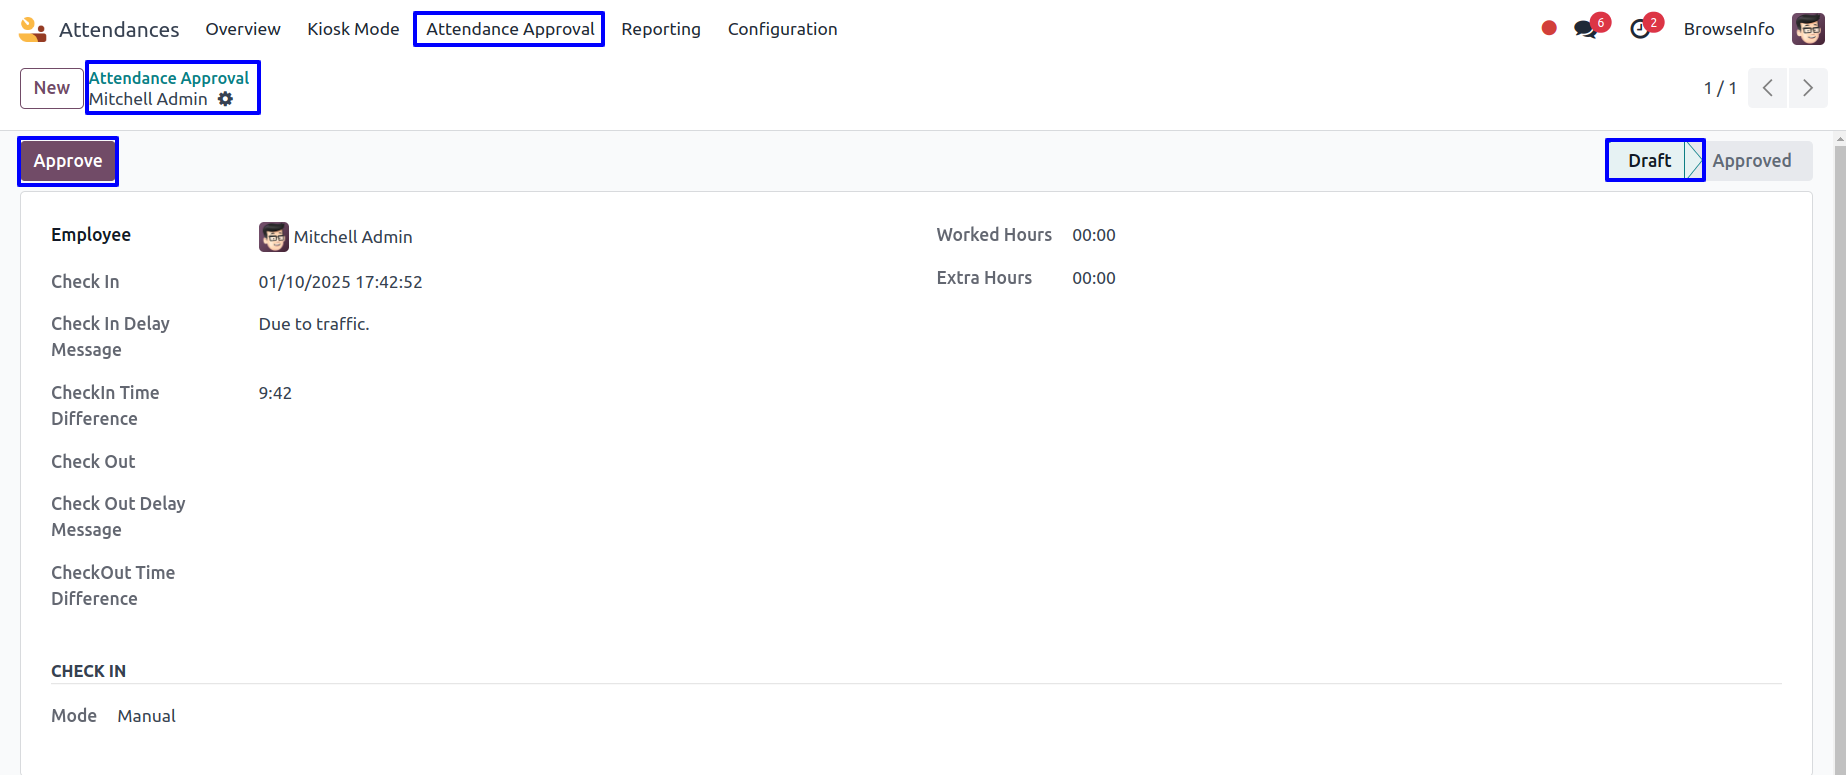 Attendances Overview Kiosk Mode Attendance Approval Reporting Configuration 6 2 BrowseInfo
New Attendance Approval
Mitchell Admin
1 / 1
Approve Draft Approved
Employee Mitchell Admin Worked Hours 00:00
Check In 01/10/2025 17:42:52 Extra Hours 00:00
Check In Delay Due to traffic.
Message
CheckIn Time 9:42
Difference
Check Out
Check Out Delay
Message
CheckOut Time
Difference
CHECK IN
Mode Manual